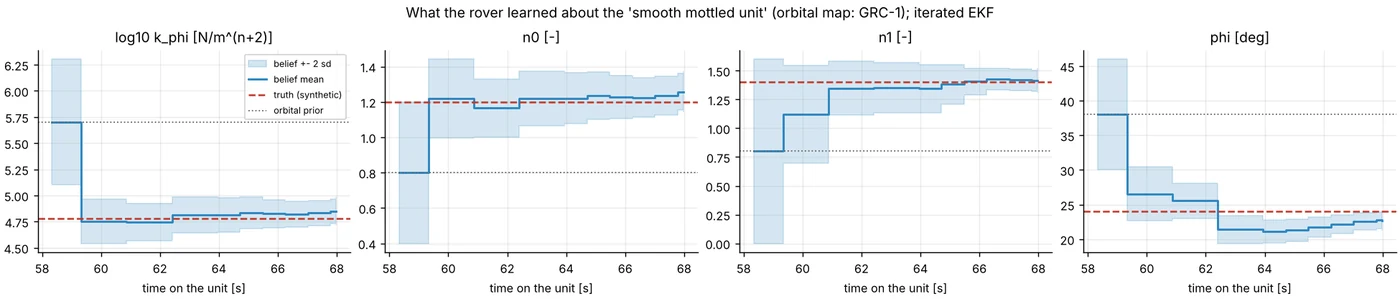 What the rover learned about the 'smooth mottled unit' (orbital map: GRC-1); iterated EKF
log10 k_phi [N/m^(n+2)]
6.25
6.00
5.75
5.50
5.25
5.00
4.75
4.50
belief +- 2 sd
belief mean
truth (synthetic)
orbital prior
58 60 62 64 66 68
time on the unit [s]
n0 [-]
1.4
1.2
1.0
0.8
0.6
0.4
58 60 62 64 66 68
time on the unit [s]
n1 [-]
1.50
1.25
1.00
0.75
0.50
0.25
0.00
58 60 62 64 66 68
time on the unit [s]
phi [deg]
45
40
35
30
25
20
58 60 62 64 66 68
time on the unit [s]